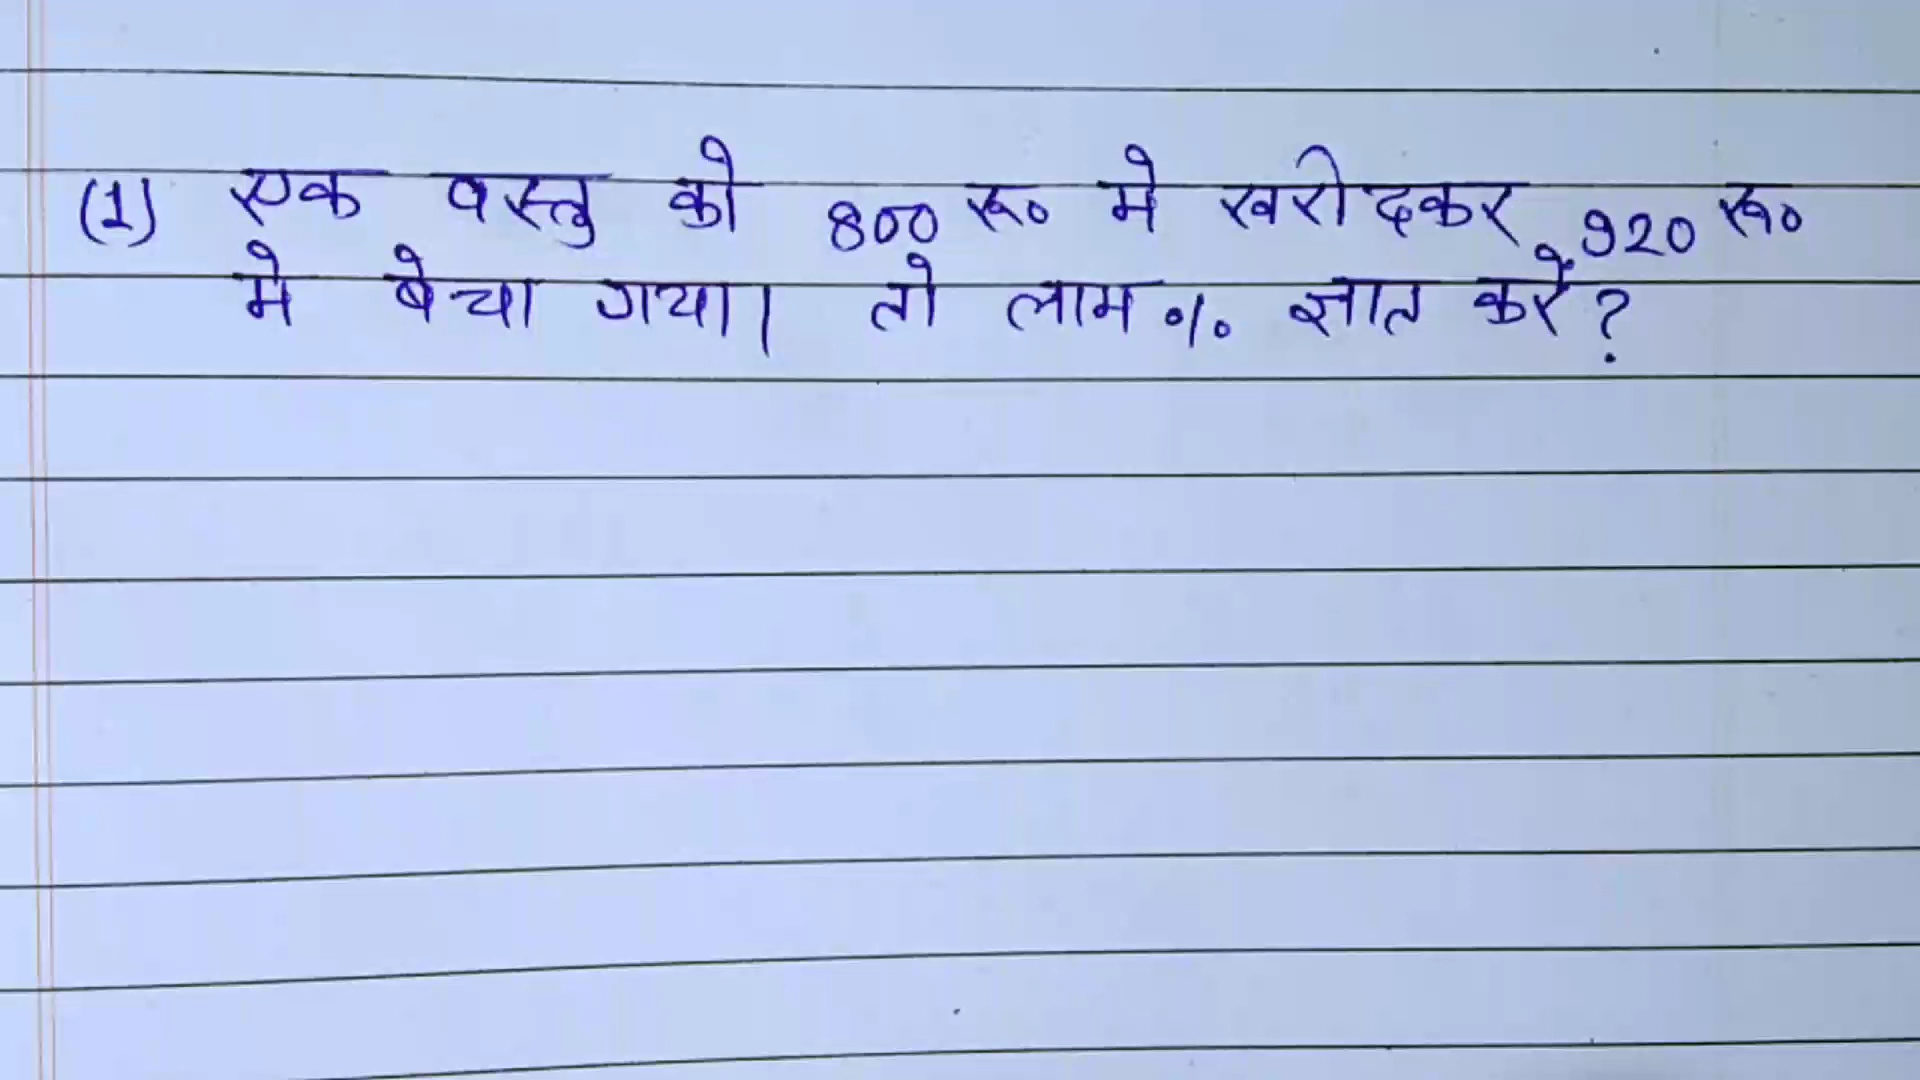 (1) एक वस्तु को 800 रू० मे खरीदकर 920 रू०
मे बेचा गया। तो लाभ % ज्ञात करें?